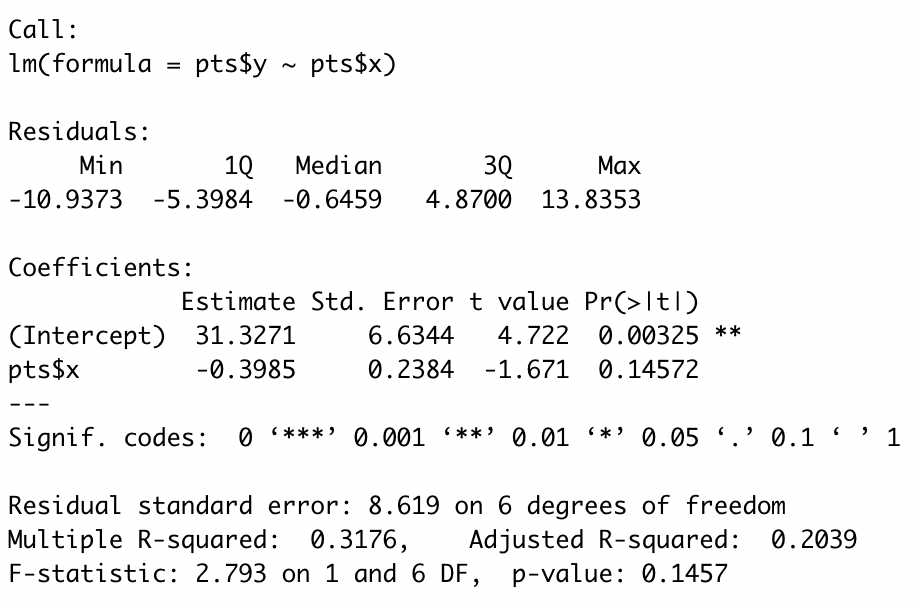 Call:
lm(formula = pts$y ~ pts$x)
Residuals:
Min 1Q Median 3Q Max
-10.9373 -5.3984 -0.6459 4.8700 13.8353
Coefficients:
Estimate Std. Error t value Pr(>|t|)
(Intercept) 31.3271 6.6344 4.722 0.00325 **
pts$x -0.3985 0.2384 -1.671 0.14572
---
Signif. codes: 0 ‘***’ 0.001 ‘**’ 0.01 ‘*’ 0.05 ‘.’ 0.1 ‘ ’ 1
Residual standard error: 8.619 on 6 degrees of freedom
Multiple R-squared: 0.3176, Adjusted R-squared: 0.2039
F-statistic: 2.793 on 1 and 6 DF, p-value: 0.1457